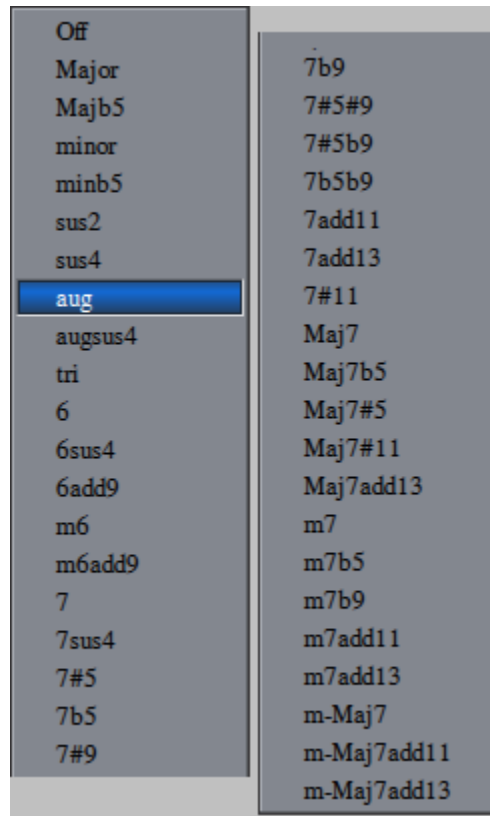 Off
Major
Majb5
minor
minb5
sus2
sus4
aug
augsus4
tri
6
6sus4
6add9
m6
m6add9
7
7sus4
7#5
7b5
7#9
7b9
7#5#9
7#5b9
7b5b9
7add11
7add13
7#11
Maj7
Maj7b5
Maj7#5
Maj7#11
Maj7add13
m7
m7b5
m7b9
m7add11
m7add13
m-Maj7
m-Maj7add11
m-Maj7add13